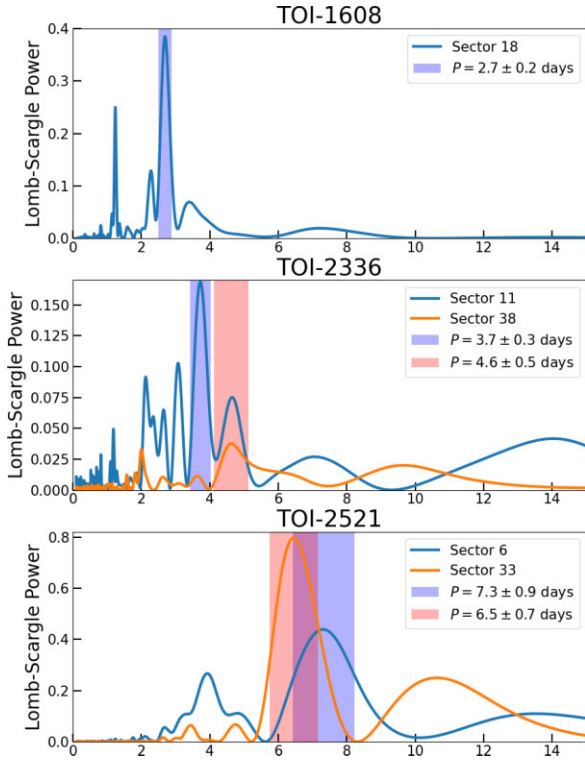 TOI-1608
0.4
0.3
0.2
0.1
0.0
Lomb-Scargle Power
Sector 18
P = 2.7 ± 0.2 days
0 2 4 6 8 10 12 14
TOI-2336
0.150
0.125
0.100
0.075
0.050
0.025
0.000
Lomb-Scargle Power
Sector 11
Sector 38
P = 3.7 ± 0.3 days
P = 4.6 ± 0.5 days
0 2 4 6 8 10 12 14
TOI-2521
0.8
0.6
0.4
0.2
0.0
Lomb-Scargle Power
Sector 6
Sector 33
P = 7.3 ± 0.9 days
P = 6.5 ± 0.7 days
0 2 4 6 8 10 12 14